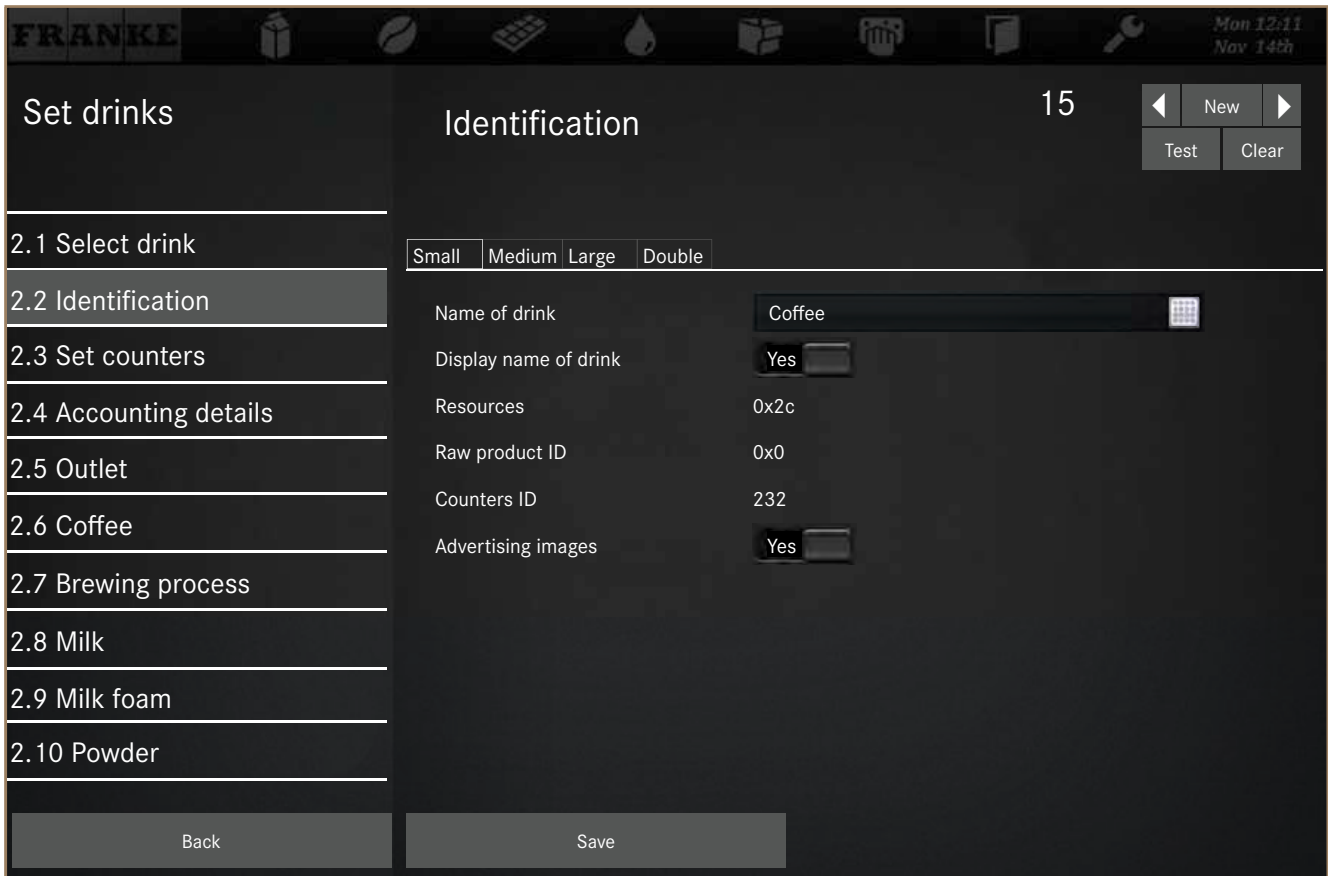 FRANKE
Mon 12:11
Nov 14th
Set drinks
Identification
15
New
Test Clear
2.1 Select drink
2.2 Identification
2.3 Set counters
2.4 Accounting details
2.5 Outlet
2.6 Coffee
2.7 Brewing process
2.8 Milk
2.9 Milk foam
2.10 Powder
Small Medium Large Double
Name of drink Coffee
Display name of drink Yes
Resources 0x2c
Raw product ID 0x0
Counters ID 232
Advertising images Yes
Back Save